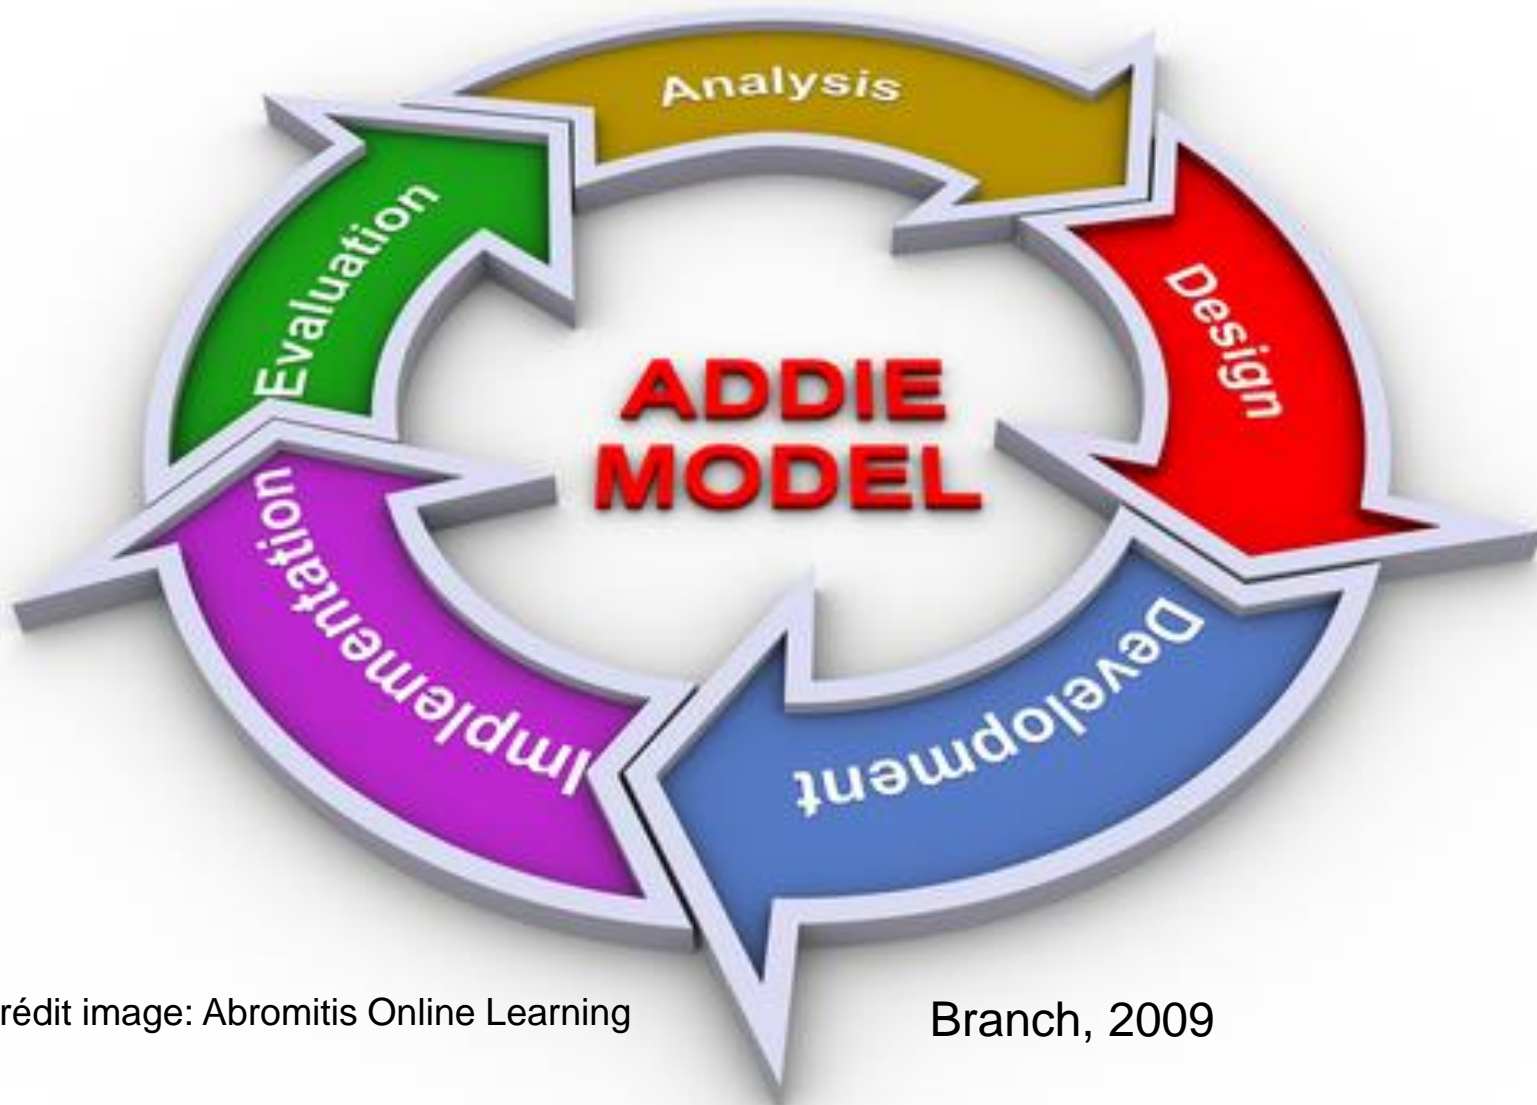 Analysis
Design
Development
Implementation
Evaluation
ADDIE
MODEL
rédit image: Abromitis Online Learning
Branch, 2009